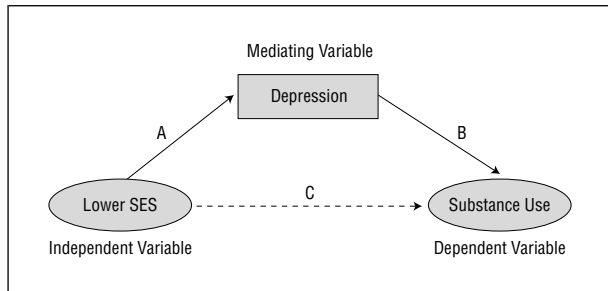 Mediating Variable
Depression
A
B
Lower SES
C
Substance Use
Independent Variable
Dependent Variable